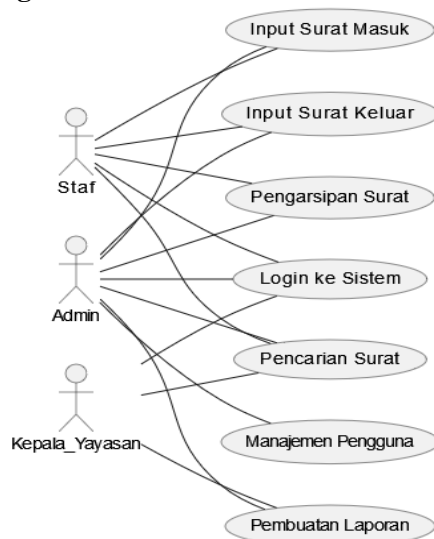 Input Surat Masuk
Input Surat Keluar
Staf
Pengarsipan Surat
Login ke Sistem
Admin
Pencarian Surat
Kepala_Yayasan
Manajemen Pengguna
Pembuatan Laporan